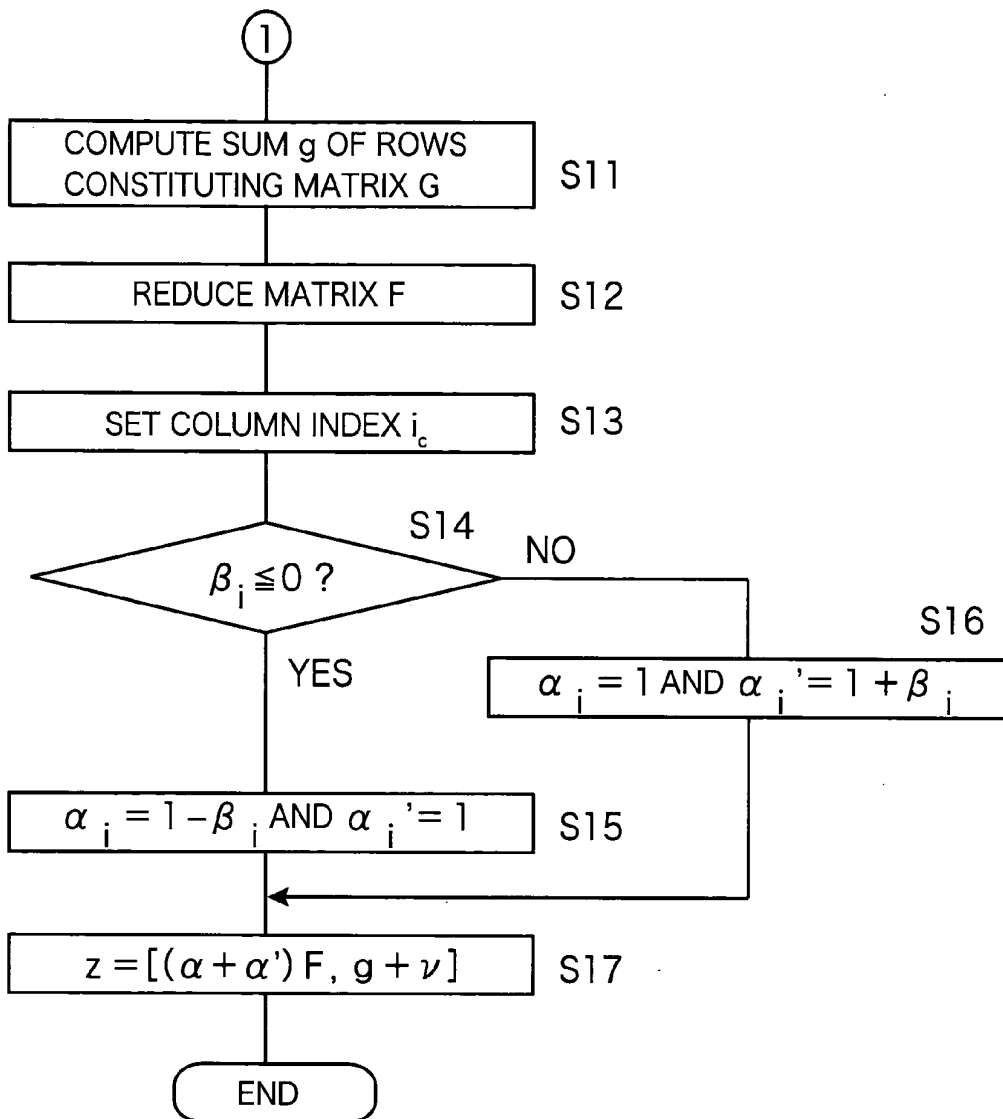 1
COMPUTE SUM g OF ROWS
CONSTITUTING MATRIX G
S11
REDUCE MATRIX F
S12
SET COLUMN INDEX i_c
S13
S14
β_i ≦ 0 ?
NO
YES
S16
α_i = 1 AND α_i' = 1 + β_i
α_i = 1 − β_i AND α_i' = 1
S15
z = [(α + α') F, g + ν]
S17
END